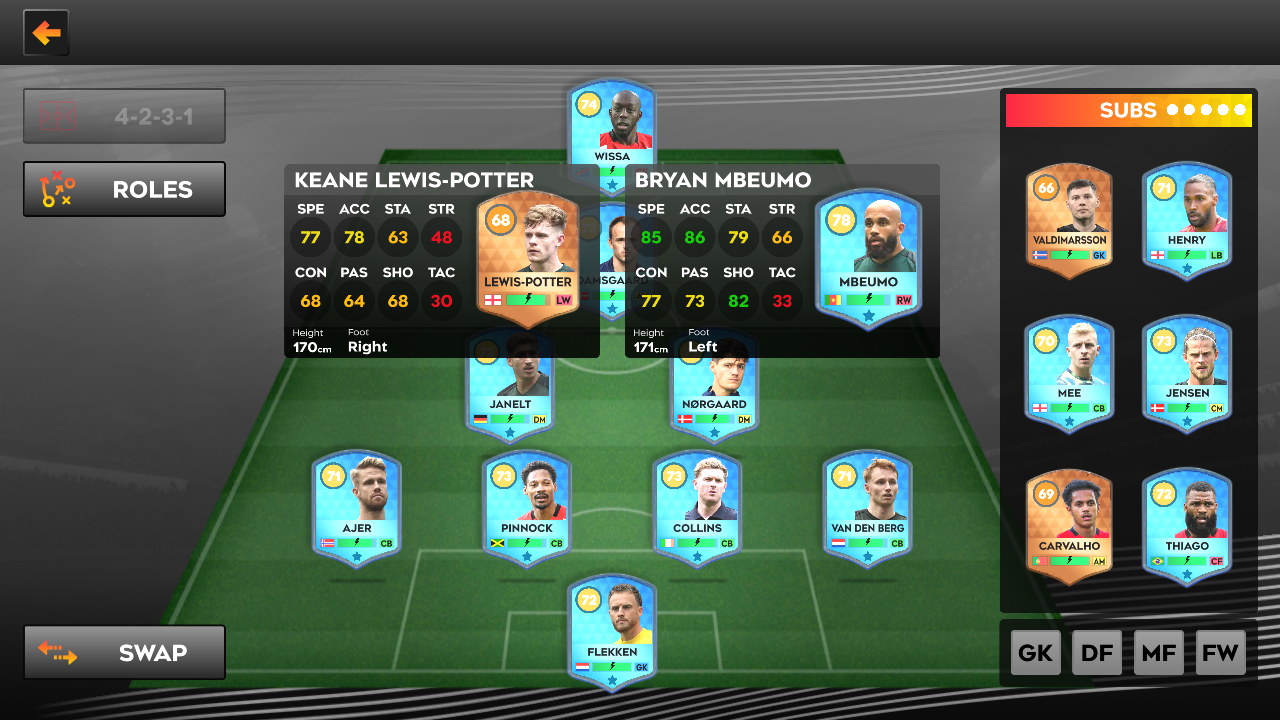 4-2-3-1
ROLES
SWAP
74
WISSA
KEANE LEWIS-POTTER
SPE ACC STA STR
77 78 63 48
CON PAS SHO TAC
68 64 68 30
Height Foot
170cm Right
68
LEWIS-POTTER
LW
BRYAN MBEUMO
SPE ACC STA STR
85 86 79 66
CON PAS SHO TAC
77 73 82 33
Height Foot
171cm Left
78
MBEUMO
RW
DAMSGAARD
JANELT
DM
NØRGAARD
DM
71
AJER
CB
73
PINNOCK
CB
73
COLLINS
CB
71
VAN DEN BERG
CB
72
FLEKKEN
GK
SUBS
66
VALDIMARSSON
GK
71
HENRY
LB
70
MEE
CB
73
JENSEN
CM
69
CARVALHO
AM
72
THIAGO
CF
GK DF MF FW